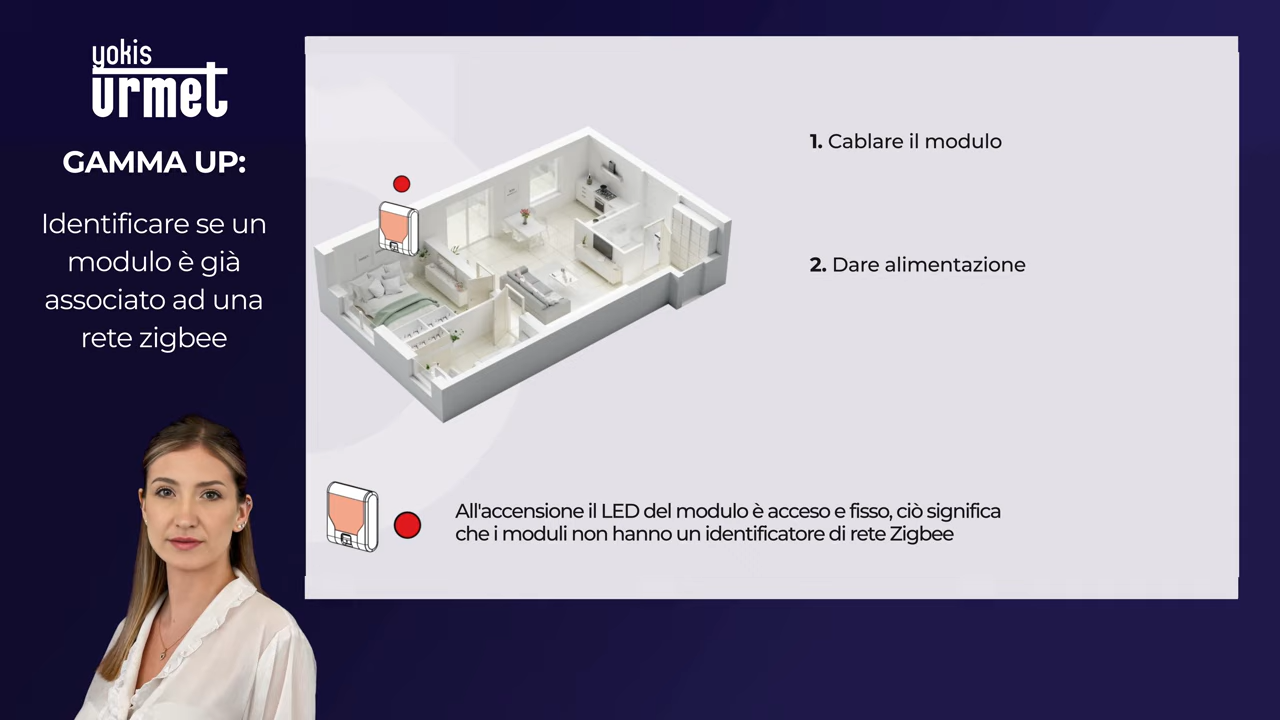 yokis
urmet
GAMMA UP:
Identificare se un
modulo è già
associato ad una
rete zigbee
1. Cablare il modulo
2. Dare alimentazione
All'accensione il LED del modulo è acceso e fisso, ciò significa
che i moduli non hanno un identificatore di rete Zigbee